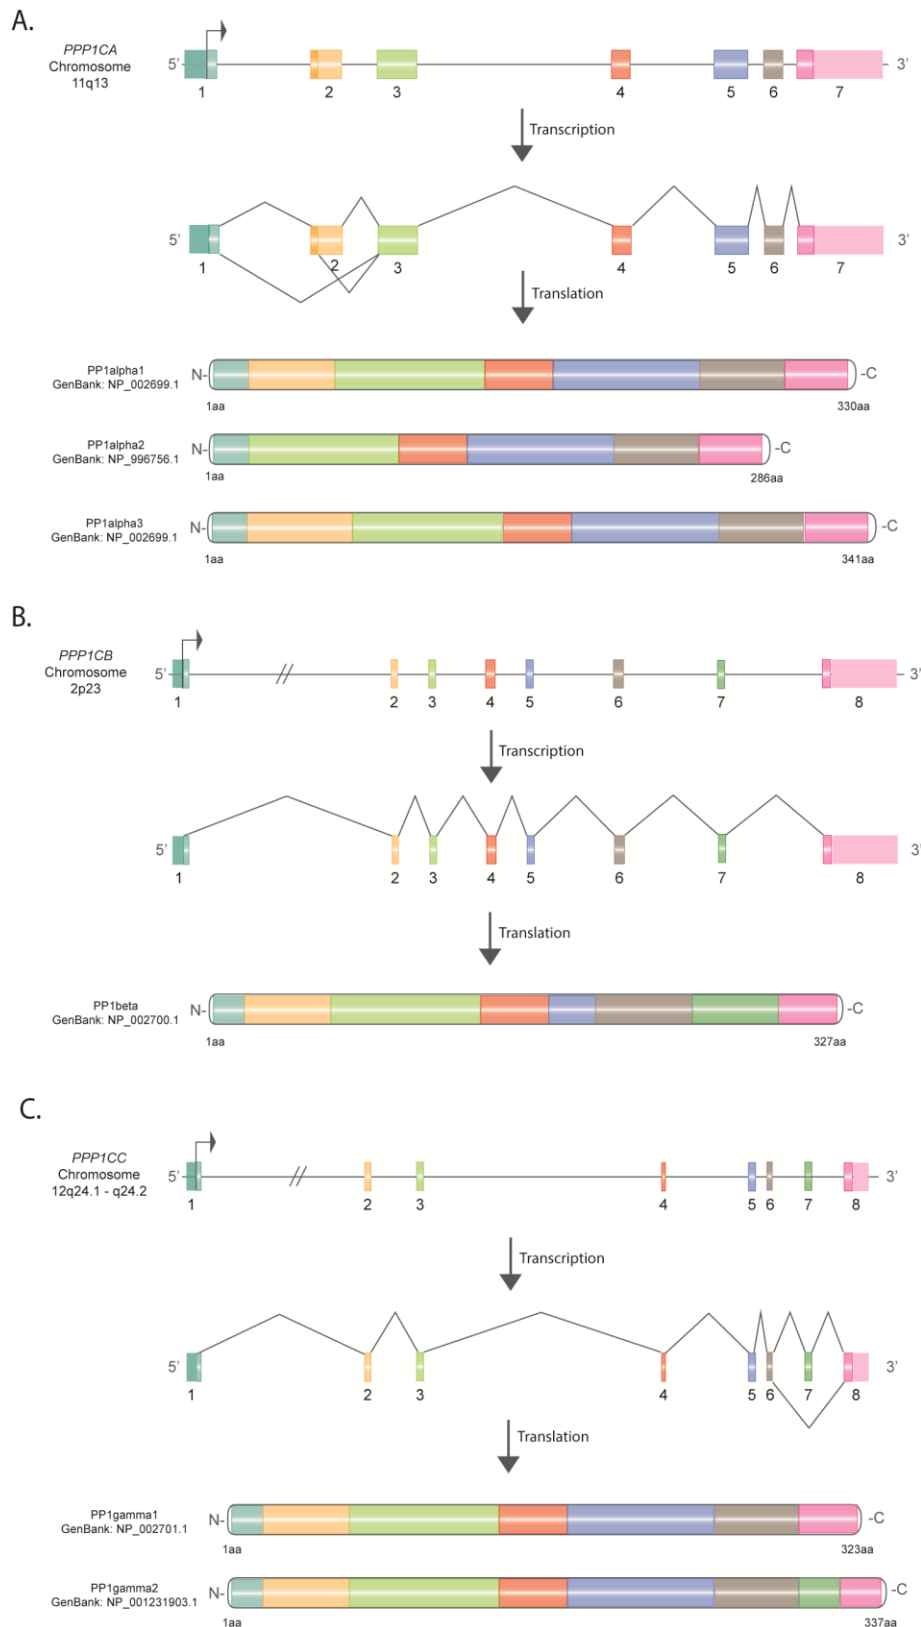 A.
PPP1CA
Chromosome
11q13
5' 3'
1 2 3 4 5 6 7
Transcription
5' 3'
1 2 3 4 5 6 7
Translation
PP1alpha1
GenBank: NP_002699.1
N- -C
1aa 330aa
PP1alpha2
GenBank: NP_996756.1
N- -C
1aa 286aa
PP1alpha3
GenBank: NP_002699.1
N- -C
1aa 341aa
B.
PPP1CB
Chromosome
2p23
5' 3'
1 2 3 4 5 6 7 8
Transcription
5' 3'
1 2 3 4 5 6 7 8
Translation
PP1beta
GenBank: NP_002700.1
N- -C
1aa 327aa
C.
PPP1CC
Chromosome
12q24.1 - q24.2
5' 3'
1 2 3 4 5 6 7 8
Transcription
5' 3'
1 2 3 4 5 6 7 8
Translation
PP1gamma1
GenBank: NP_002701.1
N- -C
1aa 323aa
PP1gamma2
GenBank: NP_001231903.1
N- -C
1aa 337aa